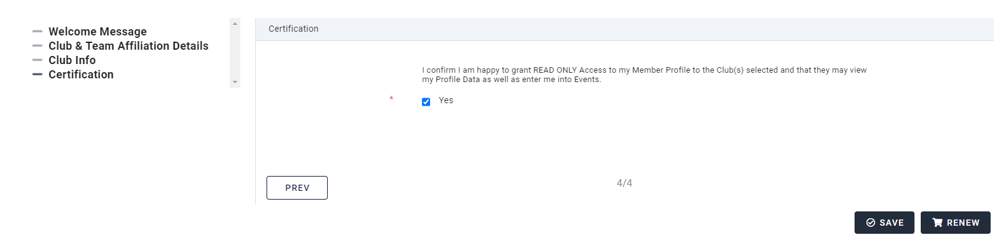 Welcome Message
Club & Team Affiliation Details
Club Info
Certification
Certification
I confirm I am happy to grant READ ONLY Access to my Member Profile to the Club(s) selected and that they may view
my Profile Data as well as enter me into Events.
* Yes
PREV
4/4
SAVE
RENEW